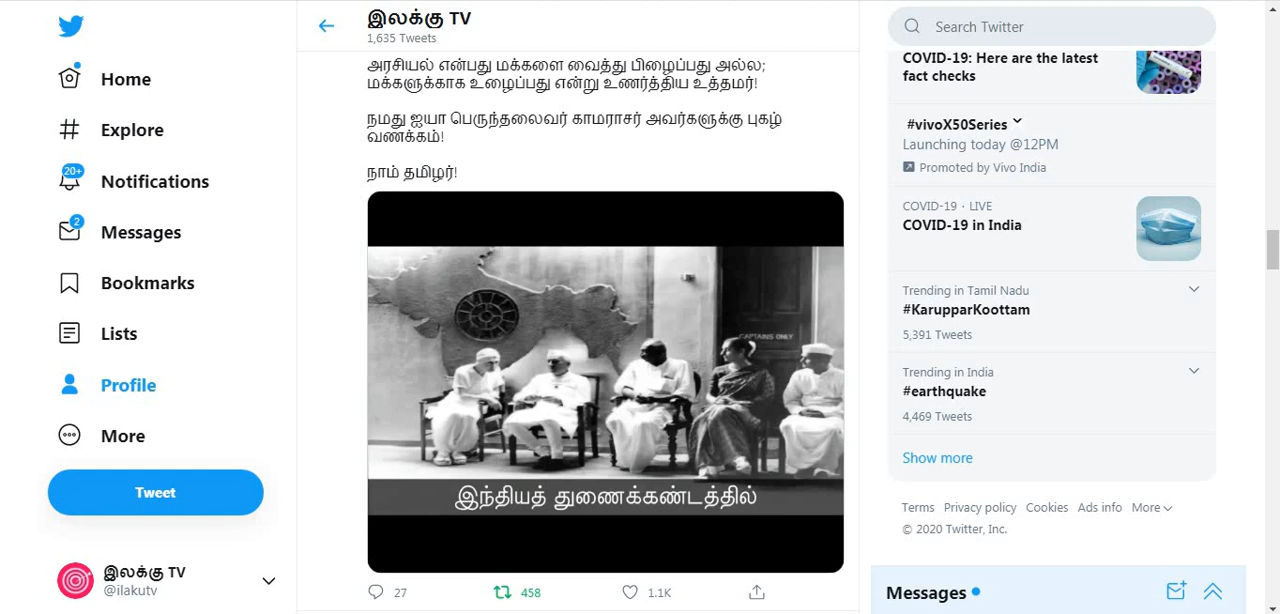 Home
Explore
20+
Notifications
2
Messages
Bookmarks
Lists
Profile
More
Tweet
இலக்கு TV
@ilakutv
இலக்கு TV
1,635 Tweets
அரசியல் என்பது மக்களை வைத்து பிழைப்பது அல்ல;
மக்களுக்காக உழைப்பது என்று உணர்த்திய உத்தமர்!
நமது ஐயா பெருந்தலைவர் காமராசர் அவர்களுக்கு புகழ்
வணக்கம்!
நாம் தமிழர்!
CAPTAINS ONLY
இந்தியத் துணைக்கண்டத்தில்
27
458
1.1K
Search Twitter
COVID-19: Here are the latest
fact checks
#vivoX50Series
Launching today @12PM
Promoted by Vivo India
COVID-19 · LIVE
COVID-19 in India
Trending in Tamil Nadu
#KarupparKoottam
5,391 Tweets
Trending in India
#earthquake
4,469 Tweets
Show more
Terms Privacy policy Cookies Ads info More
© 2020 Twitter, Inc.
Messages